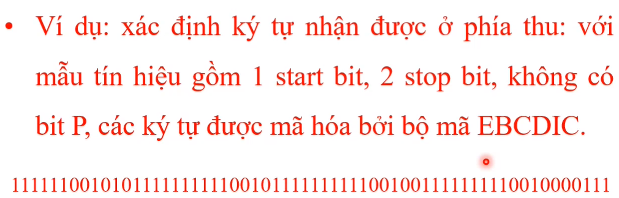 • Ví dụ: xác định ký tự nhận được ở phía thu: với
mẫu tín hiệu gồm 1 start bit, 2 stop bit, không có
bit P, các ký tự được mã hóa bởi bộ mã EBCDIC.
1111110010101111111111001011111111110010011111111110010000111